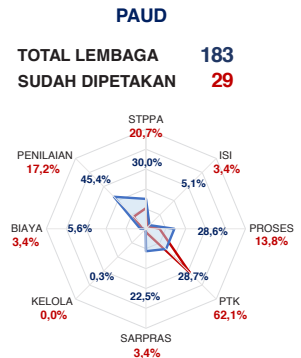 PAUD
TOTAL LEMBAGA 183
SUDAH DIPETAKAN 29
STPPA
20,7%
PENILAIAN
17,2%
ISI
3,4%
30,0%
45,4%
5,1%
BIAYA
3,4%
5,6%
28,6%
PROSES
13,8%
0,3%
28,7%
22,5%
KELOLA
0,0%
PTK
62,1%
SARPRAS
3,4%